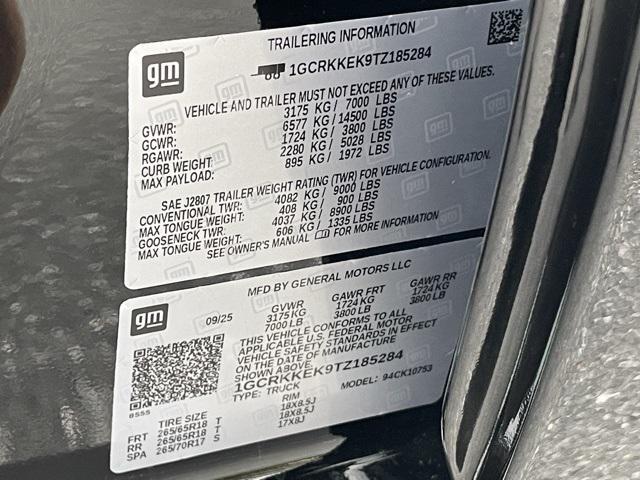 gm
TRAILERING INFORMATION
1GCRKKEK9TZ185284
VEHICLE AND TRAILER MUST NOT EXCEED ANY OF THESE VALUES.
GVWR: 3175 KG/ 7000 LBS
GCWR: 6577 KG/ 14500 LBS
RGAWR: 1724 KG/ 3800 LBS
CURB WEIGHT: 2280 KG/ 5028 LBS
MAX PAYLOAD: 895 KG/ 1972 LBS
SAE J2807 TRAILER WEIGHT RATING (TWR) FOR VEHICLE CONFIGURATION.
CONVENTIONAL TWR: 4082 KG/ 9000 LBS
MAX TONGUE WEIGHT: 408 KG/ 900 LBS
GOOSENECK TWR: 4037 KG/ 8900 LBS
MAX TONGUE WEIGHT: 606 KG/ 1335 LBS
SEE OWNER'S MANUAL FOR MORE INFORMATION
gm
MFD BY GENERAL MOTORS LLC
09/25
GVWR GAWR FRT GAWR RR
3175KG 1724KG 1724KG
7000LB 3800LB 3800LB
THIS VEHICLE CONFORMS TO ALL
APPLICABLE U.S. FEDERAL MOTOR
VEHICLE SAFETY STANDARDS IN EFFECT
ON THE DATE OF MANUFACTURE
SHOWN ABOVE
1GCRKKEK9TZ185284
TYPE: TRUCK MODEL: 94CK10753
8555
TIRE SIZE RIM
FRT 265/65R18 T 18X8.5J
RR 265/65R18 T 18X8.5J
SPA 265/70R17 S 17X8J